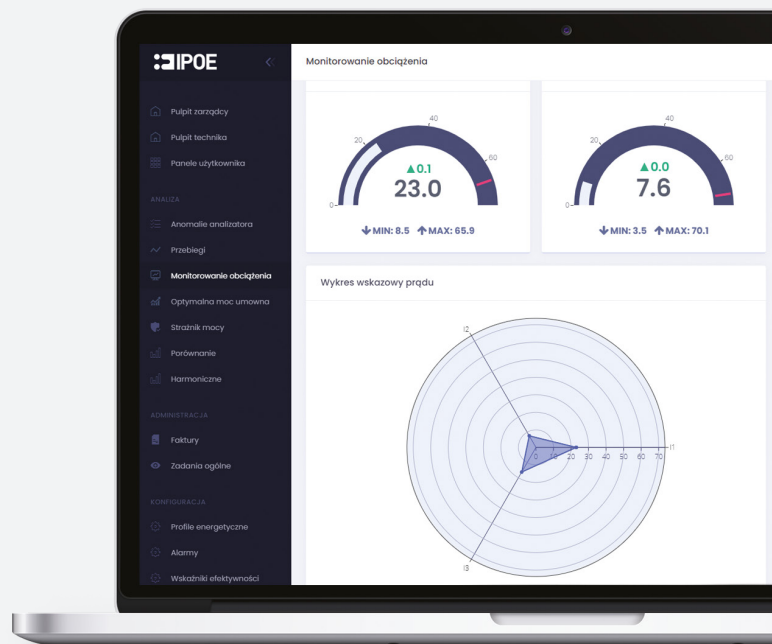 IPOE
Monitorowanie obciążenia
Pulpit zarządcy
Pulpit technika
Panele użytkownika
ANALIZA
Anomalie analizatora
Przebiegi
Monitorowanie obciążenia
Optymalna moc umowna
Strażnik mocy
Porównanie
Harmoniczne
ADMINISTRACJA
Faktury
Zadania ogólne
KONFIGURACJA
Profile energetyczne
Alarmy
Wskaźniki efektywności
0 20 40 60
▲0.1
23.0
↓MIN: 8.5 ↑MAX: 65.9
0 20 40 60
▲0.0
7.6
↓MIN: 3.5 ↑MAX: 70.1
Wykres wskazowy prądu
I2
0 10 20 30 40 50 60 70 I1
I3